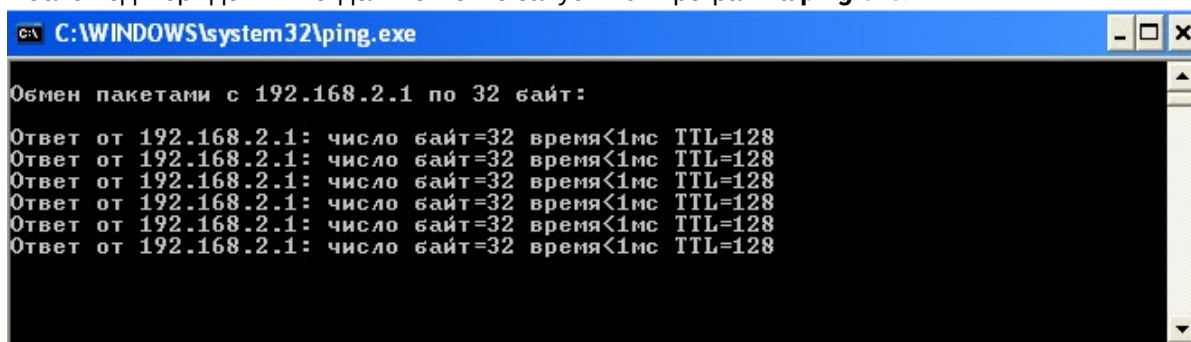 C:\WINDOWS\system32\ping.exe
Обмен пакетами с 192.168.2.1 по 32 байт:
Ответ от 192.168.2.1: число байт=32 время<1мс TTL=128
Ответ от 192.168.2.1: число байт=32 время<1мс TTL=128
Ответ от 192.168.2.1: число байт=32 время<1мс TTL=128
Ответ от 192.168.2.1: число байт=32 время<1мс TTL=128
Ответ от 192.168.2.1: число байт=32 время<1мс TTL=128
Ответ от 192.168.2.1: число байт=32 время<1мс TTL=128